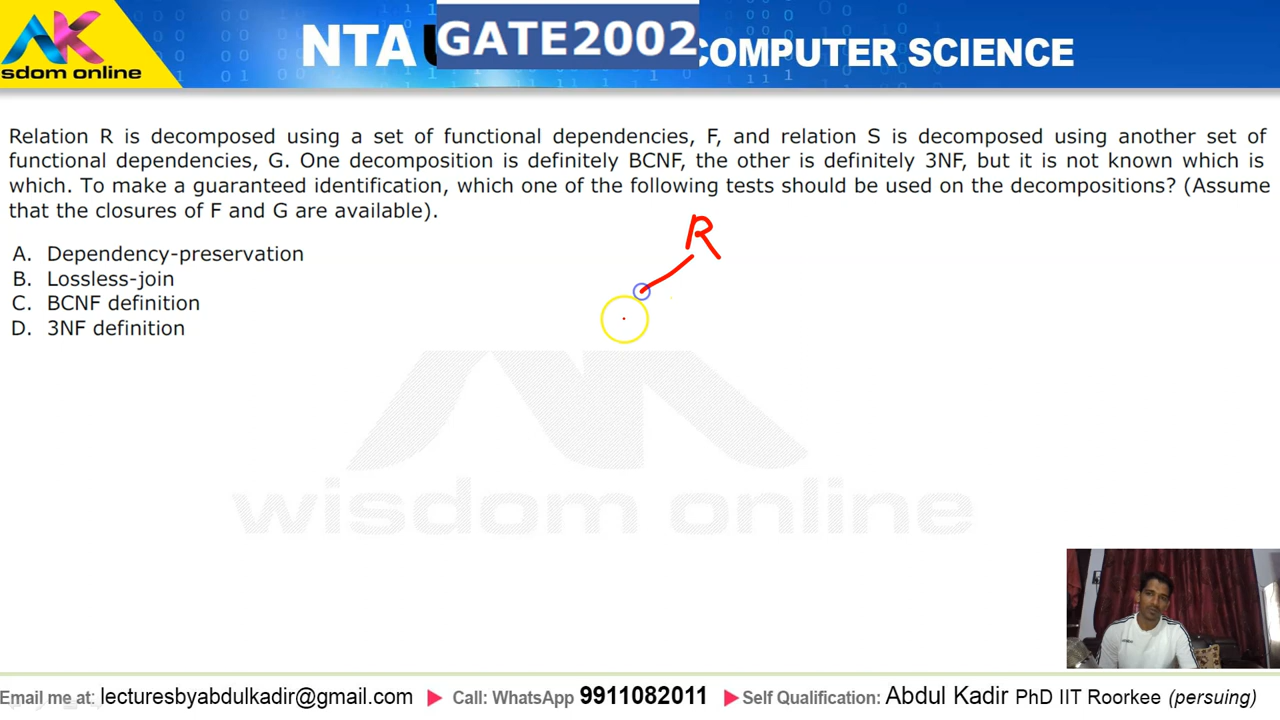 AK
sdom online
NTA U
GATE2002
COMPUTER SCIENCE
Relation R is decomposed using a set of functional dependencies, F, and relation S is decomposed using another set of
functional dependencies, G. One decomposition is definitely BCNF, the other is definitely 3NF, but it is not known which is
which. To make a guaranteed identification, which one of the following tests should be used on the decompositions? (Assume
that the closures of F and G are available).
A. Dependency-preservation
B. Lossless-join
C. BCNF definition
D. 3NF definition
R
wisdom online
Email me at: lecturesbyabdulkadir@gmail.com Call: WhatsApp 9911082011 Self Qualification: Abdul Kadir PhD IIT Roorkee (persuing)